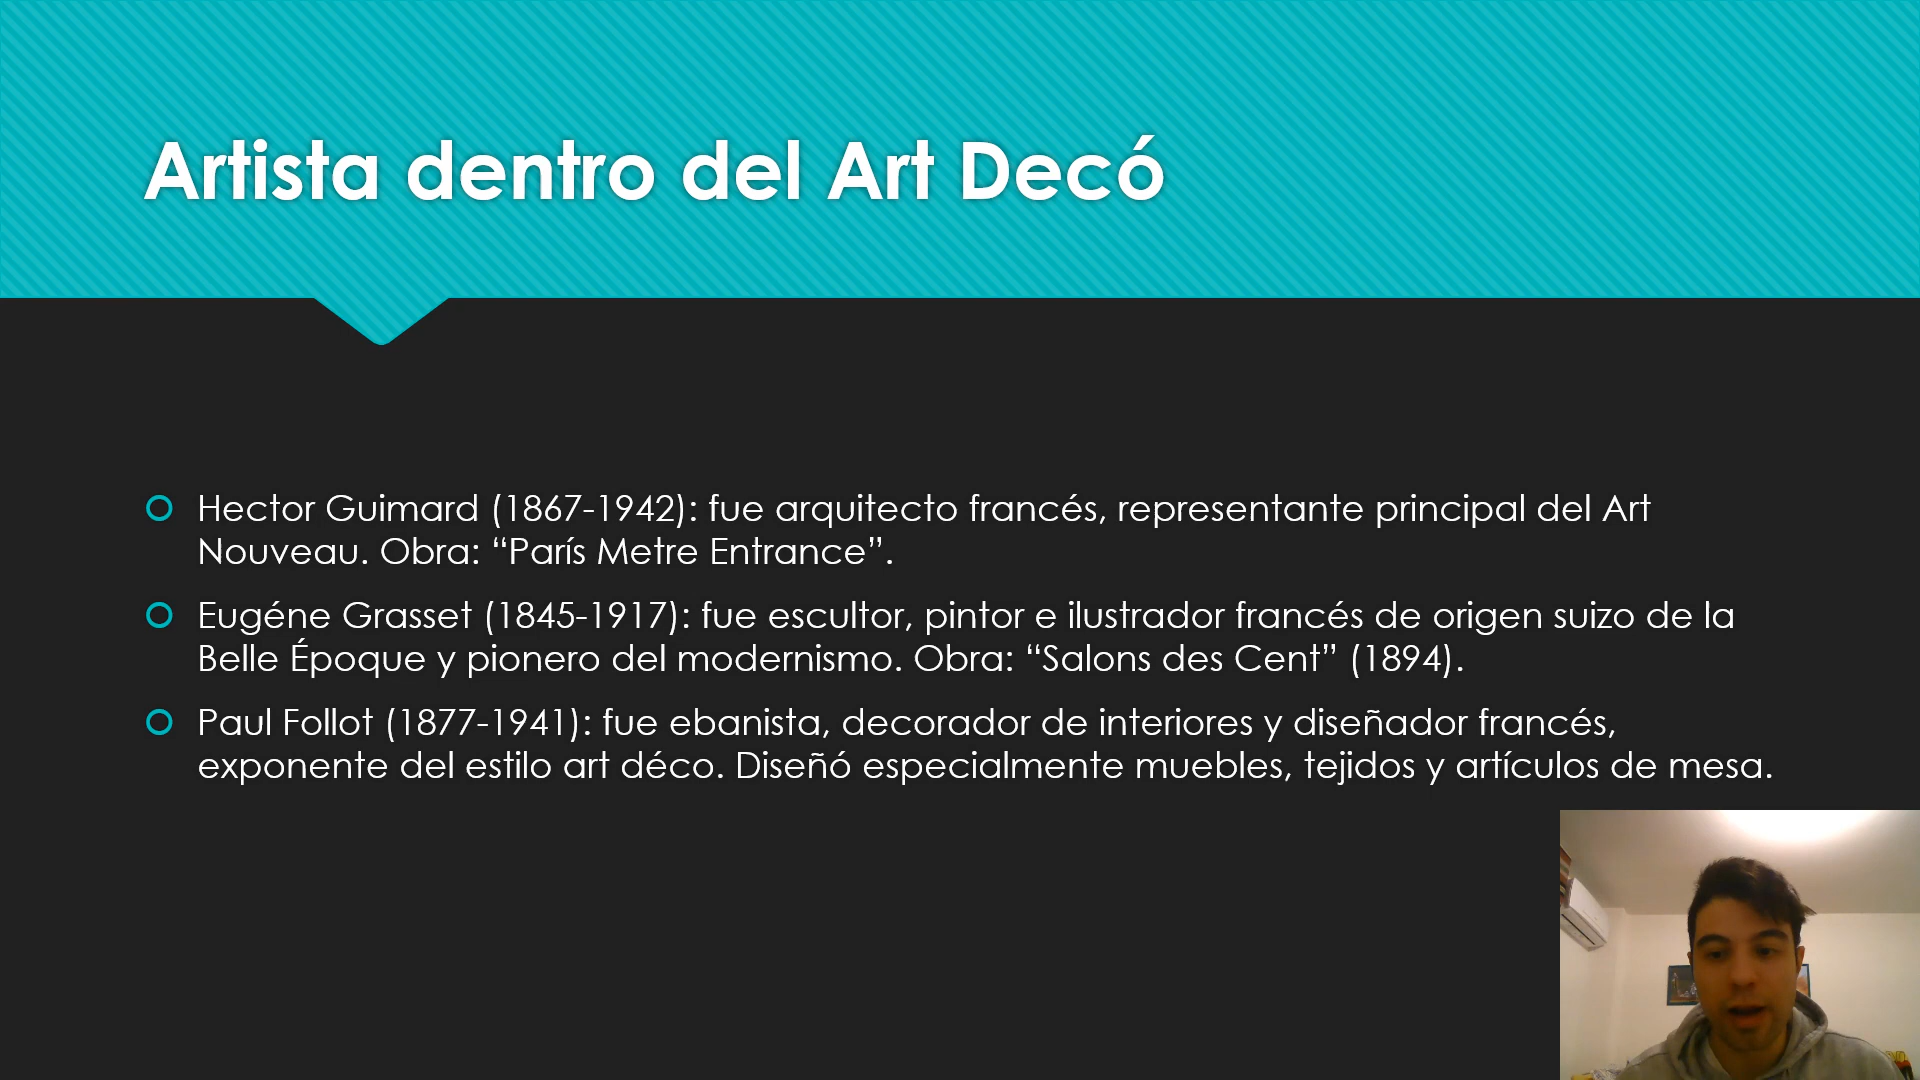 Artista dentro del Art Decó
Hector Guimard (1867-1942): fue arquitecto francés, representante principal del Art
Nouveau. Obra: “París Metre Entrance”.
Eugéne Grasset (1845-1917): fue escultor, pintor e ilustrador francés de origen suizo de la
Belle Époque y pionero del modernismo. Obra: “Salons des Cent” (1894).
Paul Follot (1877-1941): fue ebanista, decorador de interiores y diseñador francés,
exponente del estilo art déco. Diseñó especialmente muebles, tejidos y artículos de mesa.